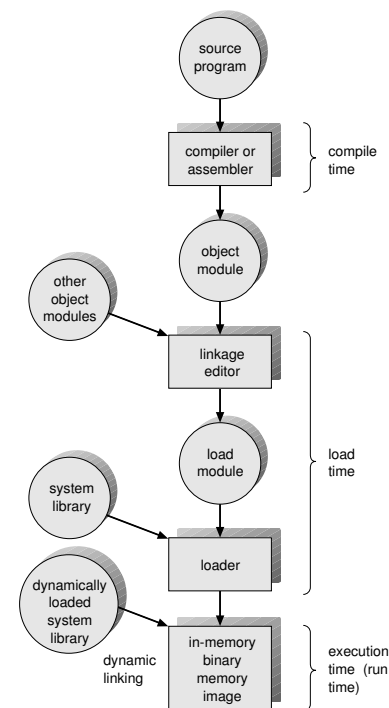 source
program
compiler or
assembler
compile
time
object
module
other
object
modules
linkage
editor
load
module
load
time
system
library
loader
dynamically
loaded
system
library
dynamic
linking
in-memory
binary
memory
image
execution
time (run
time)